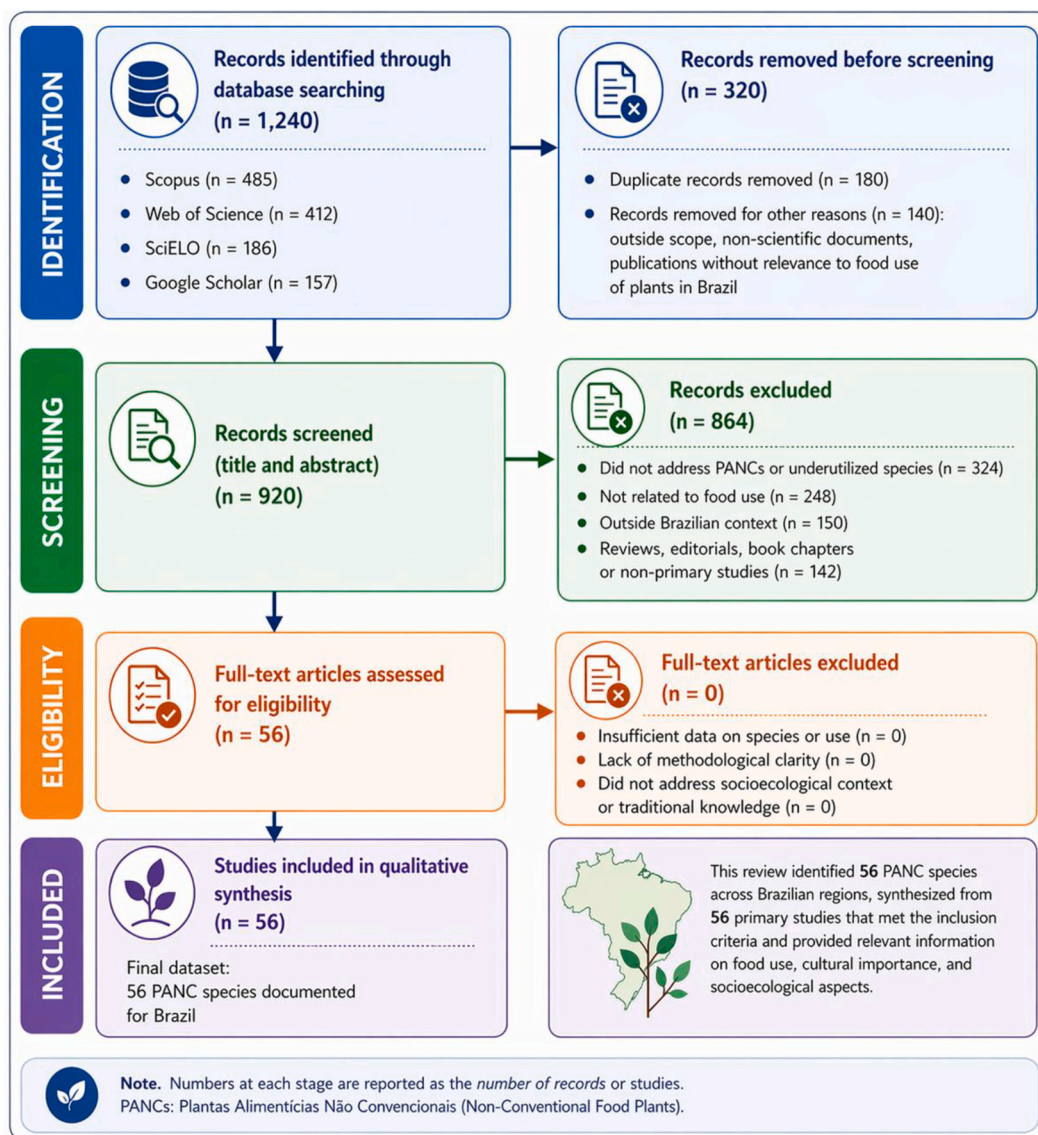 IDENTIFICATION
Records identified through
database searching
(n = 1,240)
• Scopus (n = 485)
• Web of Science (n = 412)
• SciELO (n = 186)
• Google Scholar (n = 157)
Records removed before screening
(n = 320)
• Duplicate records removed (n = 180)
• Records removed for other reasons (n = 140):
outside scope, non-scientific documents,
publications without relevance to food use
of plants in Brazil
SCREENING
Records screened
(title and abstract)
(n = 920)
Records excluded
(n = 864)
• Did not address PANCs or underutilized species (n = 324)
• Not related to food use (n = 248)
• Outside Brazilian context (n = 150)
• Reviews, editorials, book chapters
or non-primary studies (n = 142)
ELIGIBILITY
Full-text articles assessed
for eligibility
(n = 56)
Full-text articles excluded
(n = 0)
• Insufficient data on species or use (n = 0)
• Lack of methodological clarity (n = 0)
• Did not address socioecological context
or traditional knowledge (n = 0)
INCLUDED
Studies included in qualitative
synthesis
(n = 56)
Final dataset:
56 PANC species documented
for Brazil
This review identified 56 PANC species
across Brazilian regions, synthesized from
56 primary studies that met the inclusion
criteria and provided relevant information
on food use, cultural importance, and
socioecological aspects.
Note. Numbers at each stage are reported as the number of records or studies.
PANCs: Plantas Alimentícias Não Convencionais (Non-Conventional Food Plants).